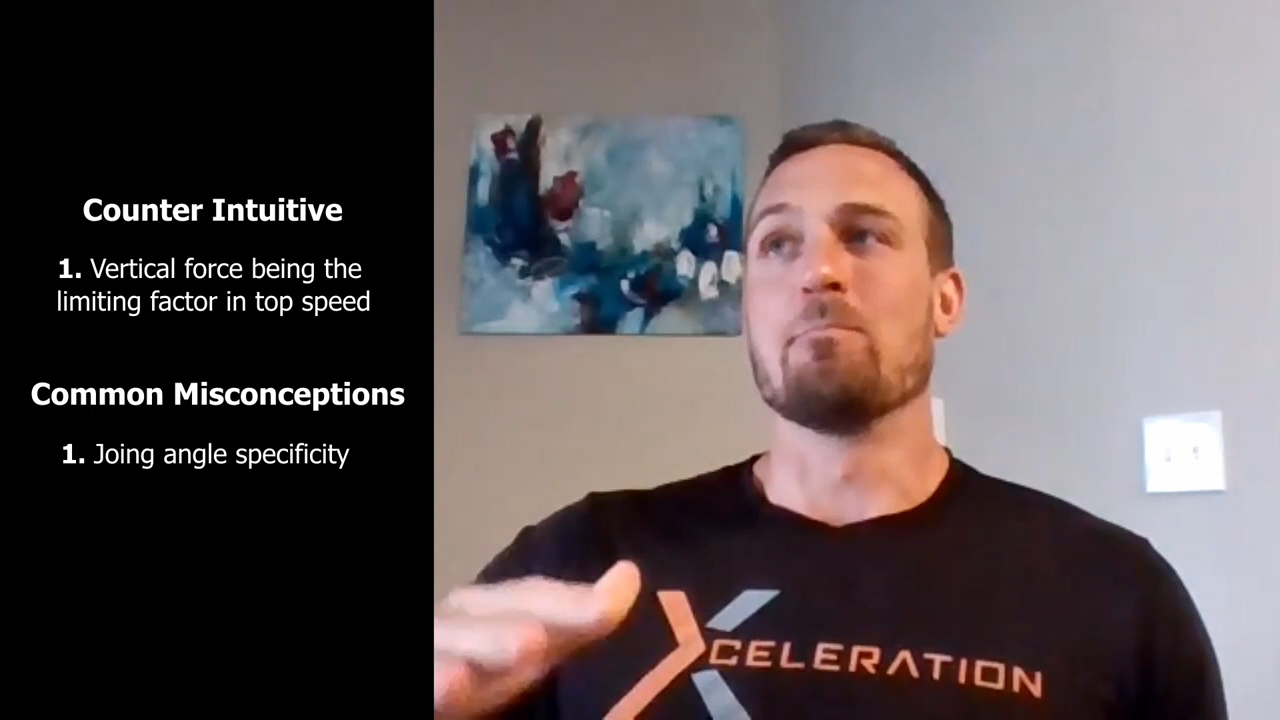 Counter Intuitive
1. Vertical force being the
limiting factor in top speed
Common Misconceptions
1. Joing angle specificity
XCELERATION